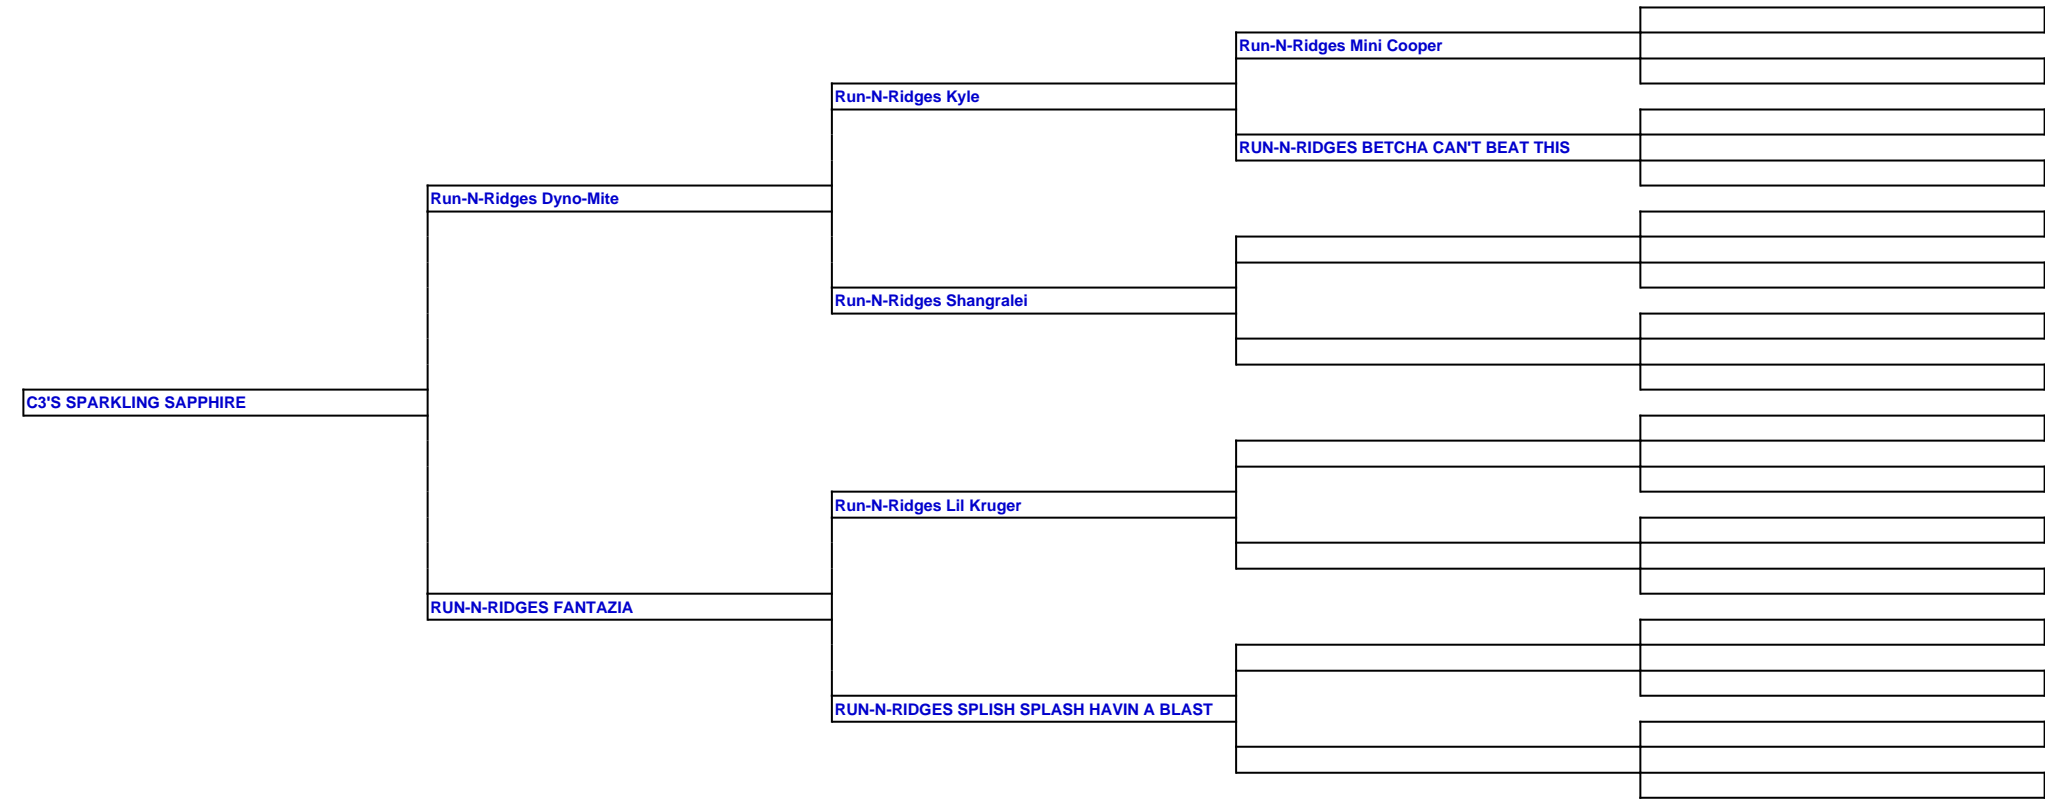 Run-N-Ridges Mini Cooper
Run-N-Ridges Kyle
RUN-N-RIDGES BETCHA CAN'T BEAT THIS
Run-N-Ridges Dyno-Mite
Run-N-Ridges Shangralei
C3'S SPARKLING SAPPHIRE
Run-N-Ridges Lil Kruger
RUN-N-RIDGES FANTAZIA
RUN-N-RIDGES SPLISH SPLASH HAVIN A BLAST